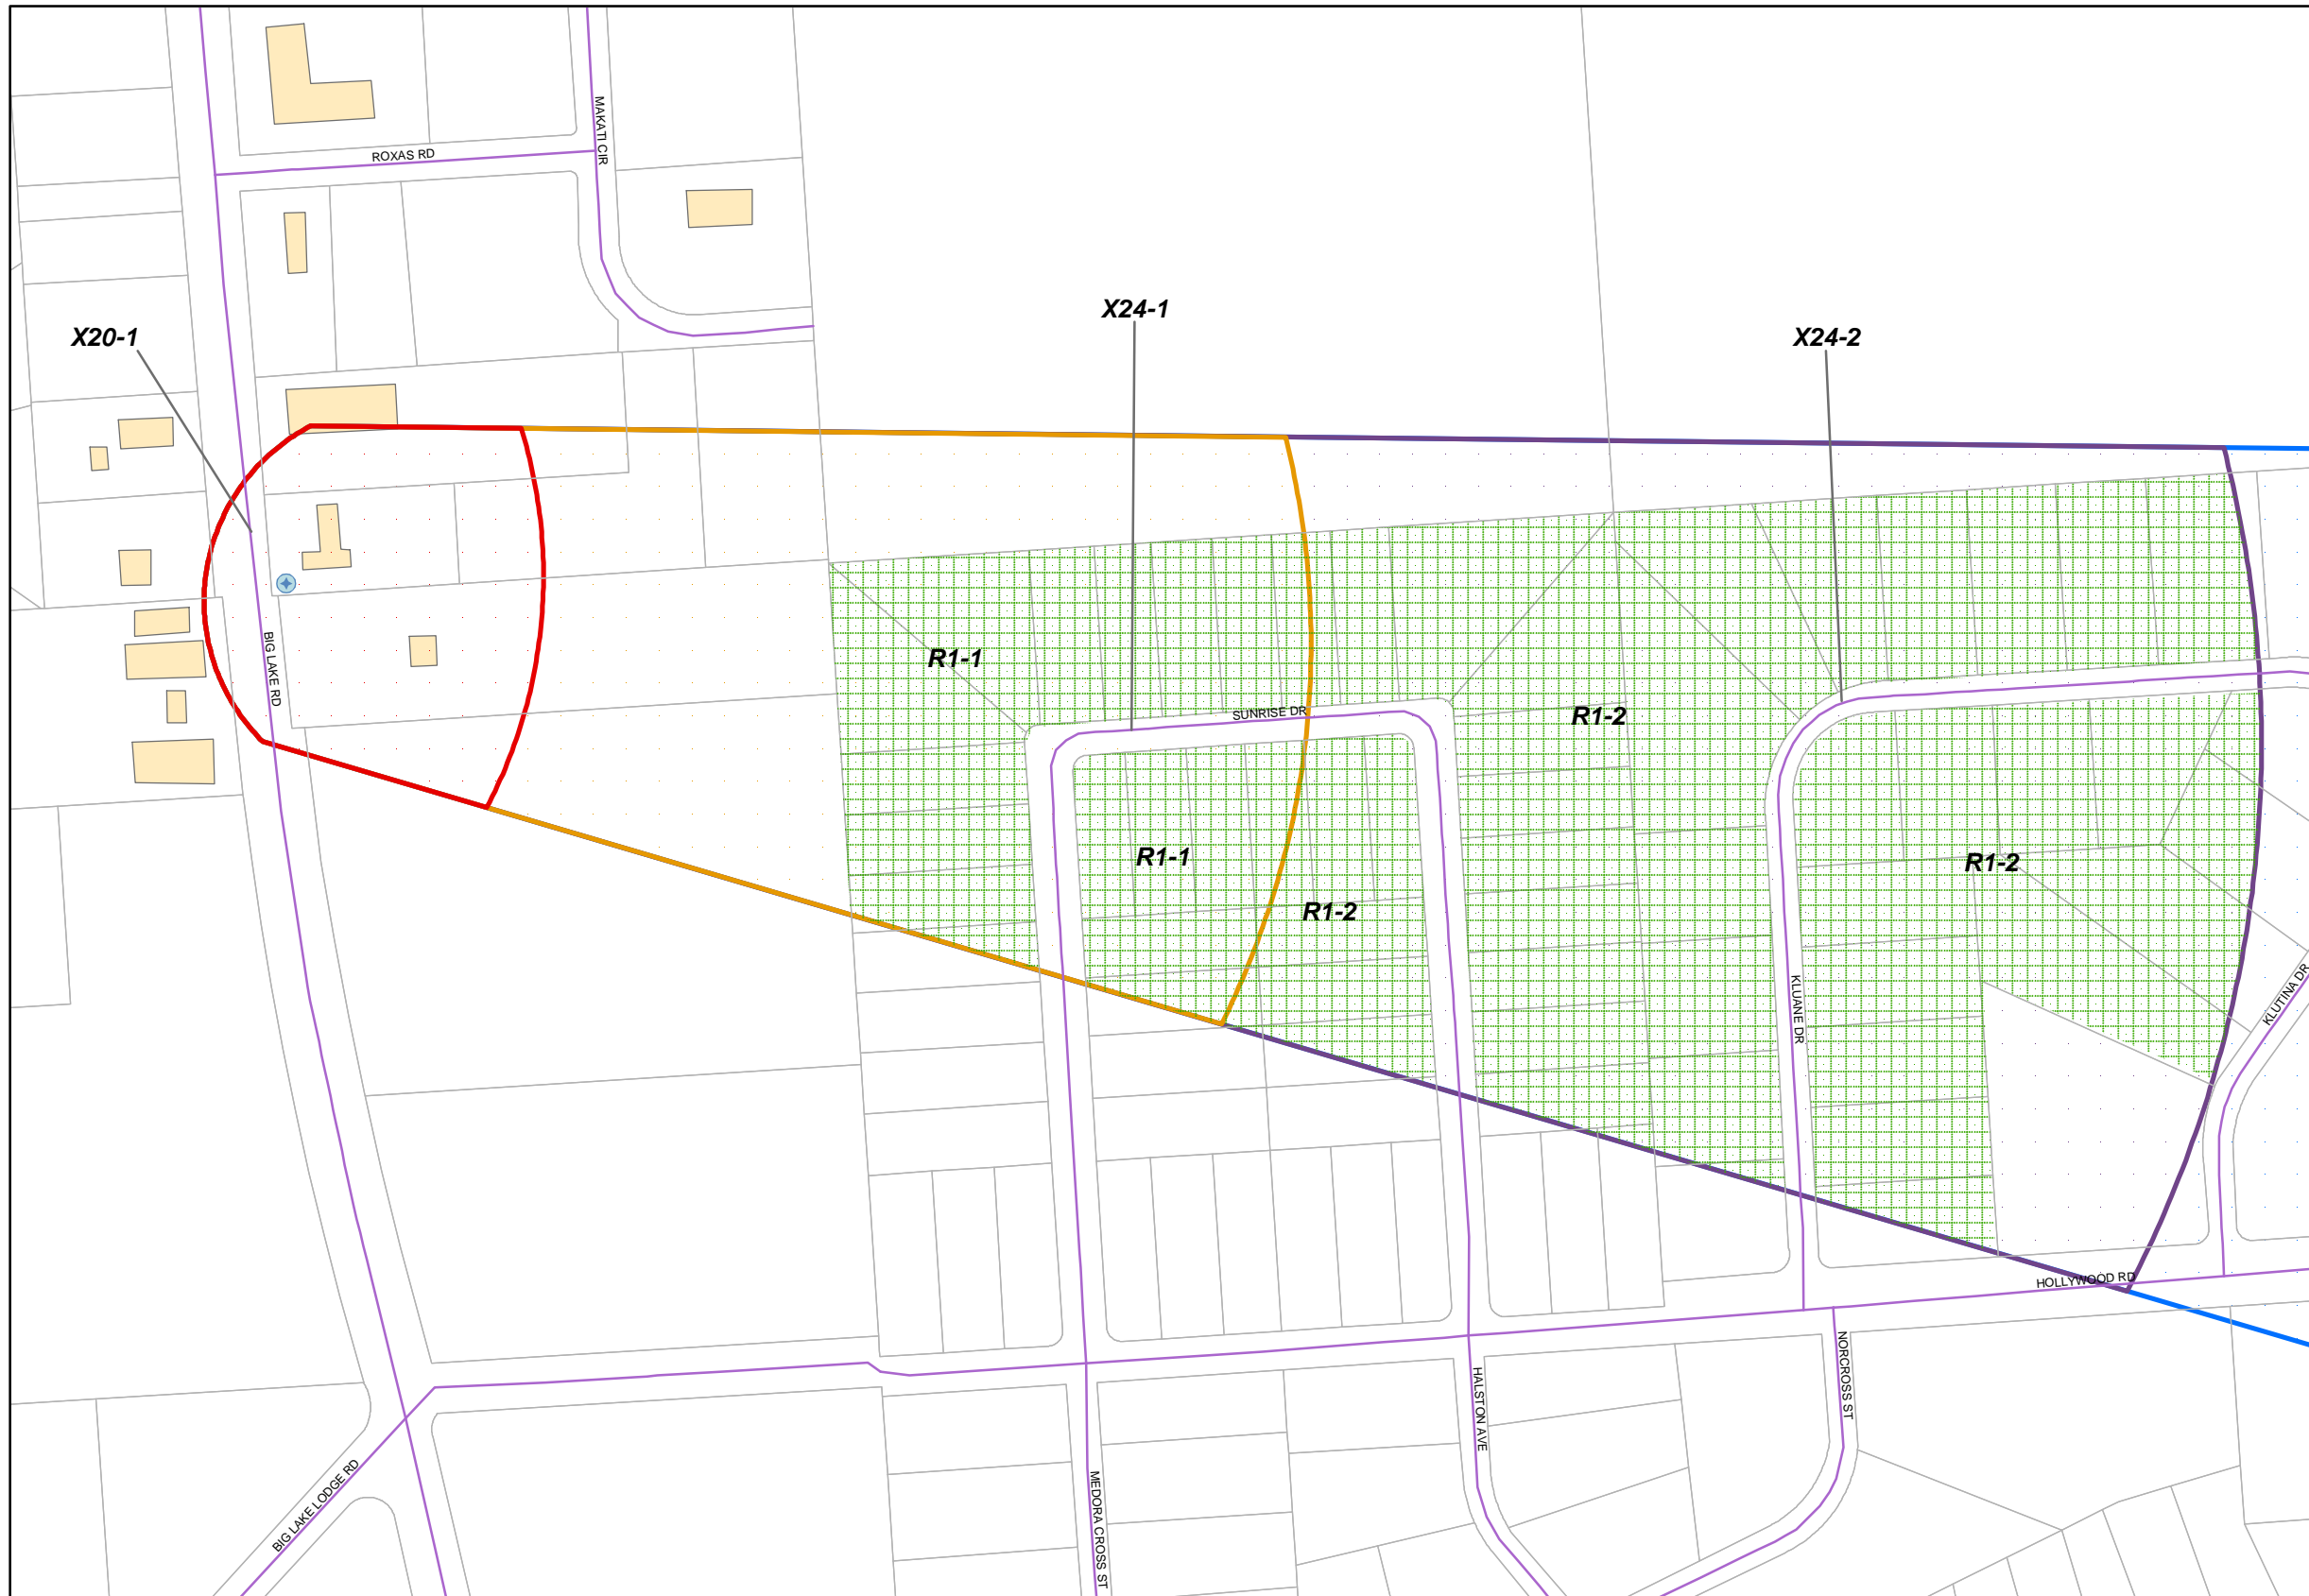 MAKATI CIR
ROXAS RD
X24-1
X20-1
X24-2
BIG LAKE RD
R1-1
SUNRISE DR
R1-2
R1-1
R1-2
R1-2
KLUANE DR
KLUTINA DR
HOLLYWOOD RD
NORCROSS ST
HALSTON AVE
MEDORA CROSS ST
BIG LAKE LODGE RD